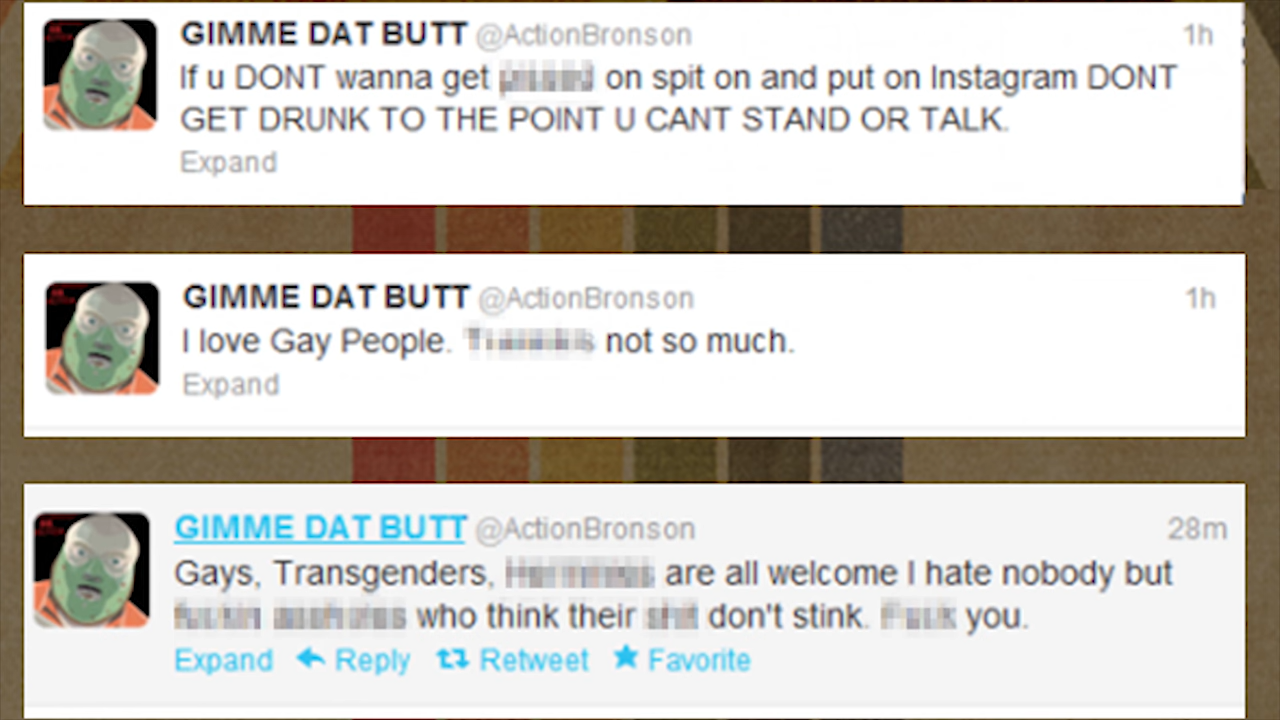 GIMME DAT BUTT @ActionBronson 1h
If u DONT wanna get on spit on and put on Instagram DONT
GET DRUNK TO THE POINT U CANT STAND OR TALK.
Expand
GIMME DAT BUTT @ActionBronson 1h
I love Gay People. not so much.
Expand
GIMME DAT BUTT @ActionBronson 28m
Gays, Transgenders, are all welcome I hate nobody but
who think their don't stink. you.
Expand Reply Retweet Favorite